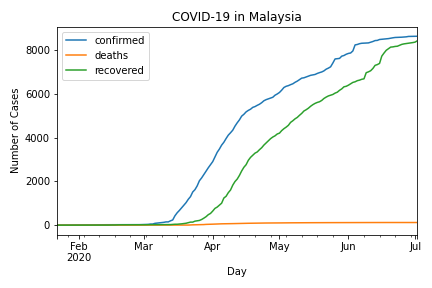 COVID-19 in Malaysia
confirmed
deaths
recovered
Number of Cases
8000
6000
4000
2000
0
Feb
2020
Mar
Apr
May
Jun
Jul
Day